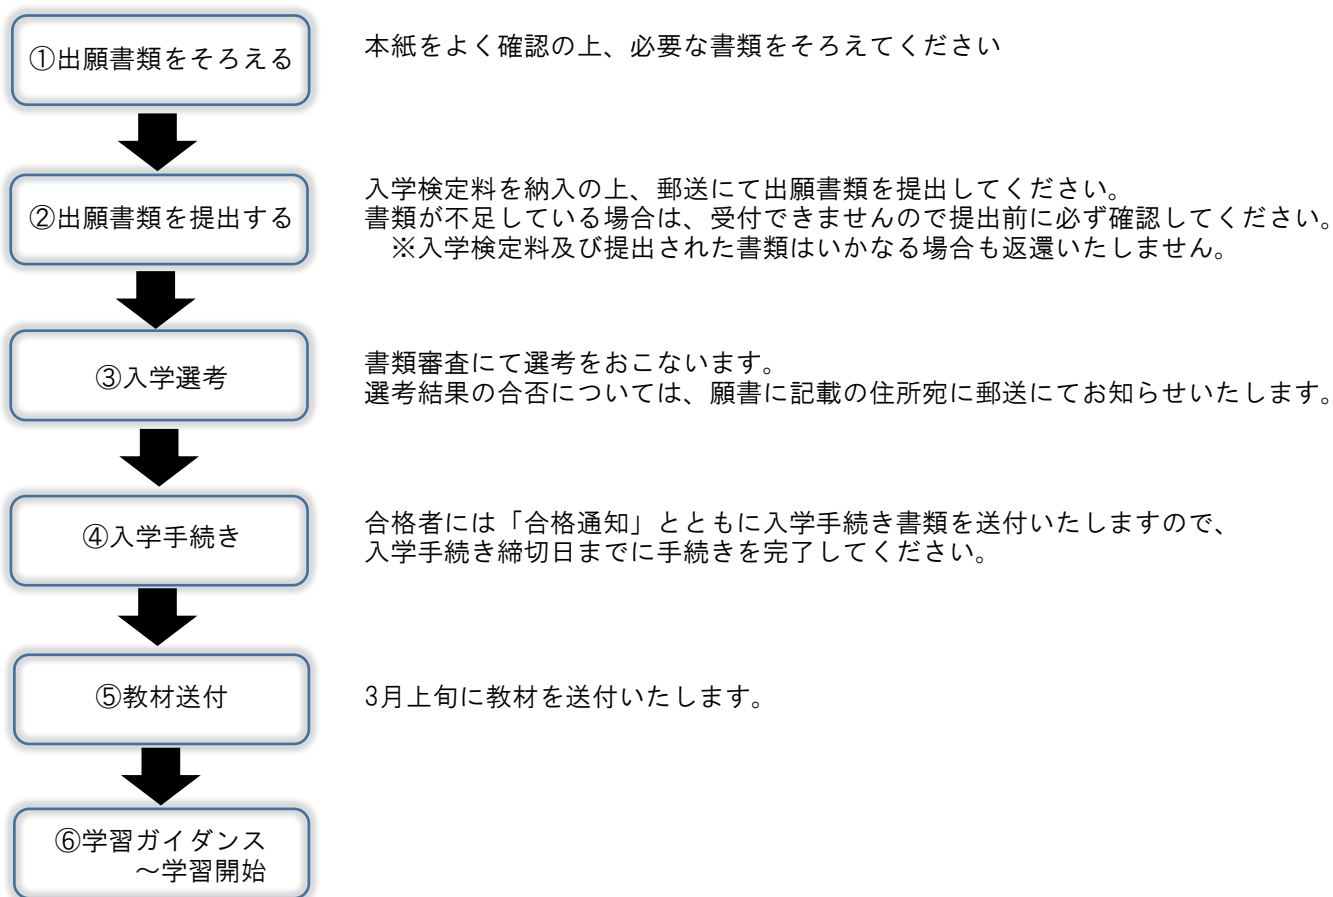 ①出願書類をそろえる
本紙をよく確認の上、必要な書類をそろえてください
②出願書類を提出する
入学検定料を納入の上、郵送にて出願書類を提出してください。
書類が不足している場合は、受付できませんので提出前に必ず確認してください。
※入学検定料及び提出された書類はいかなる場合も返還いたしません。
③入学選考
書類審査にて選考をおこないます。
選考結果の合否については、願書に記載の住所宛に郵送にてお知らせいたします。
④入学手続き
合格者には「合格通知」とともに入学手続き書類を送付いたしますので、
入学手続き締切日までに手続きを完了してください。
⑤教材送付
3月上旬に教材を送付いたします。
⑥学習ガイダンス
～学習開始